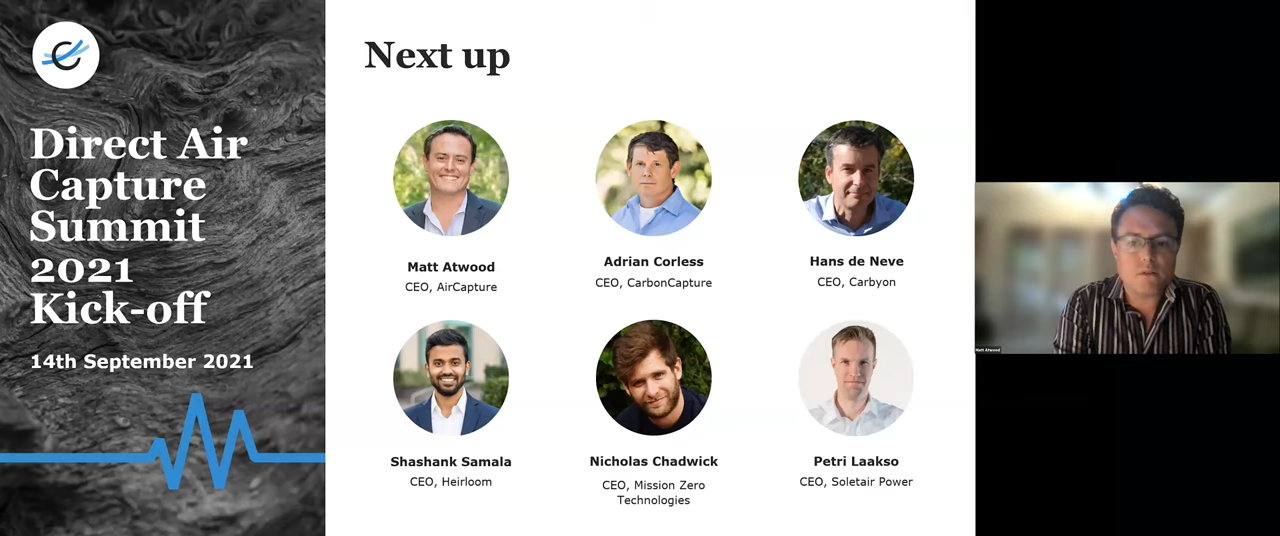 Direct Air
Capture
Summit
2021
Kick-off
14th September 2021
Next up
Matt Atwood
CEO, AirCapture
Adrian Corless
CEO, CarbonCapture
Hans de Neve
CEO, Carbyon
Shashank Samala
CEO, Heirloom
Nicholas Chadwick
CEO, Mission Zero
Technologies
Petri Laakso
CEO, Soletair Power
Matt Atwood